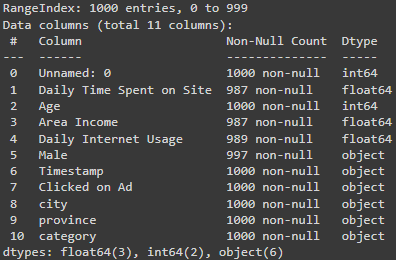 RangeIndex: 1000 entries, 0 to 999
Data columns (total 11 columns):
 #   Column                    Non-Null Count  Dtype
---  ------                    --------------  -----
 0   Unnamed: 0                1000 non-null   int64
 1   Daily Time Spent on Site  987 non-null    float64
 2   Age                       1000 non-null   int64
 3   Area Income               987 non-null    float64
 4   Daily Internet Usage      989 non-null    float64
 5   Male                      997 non-null    object
 6   Timestamp                 1000 non-null   object
 7   Clicked on Ad             1000 non-null   object
 8   city                      1000 non-null   object
 9   province                  1000 non-null   object
 10  category                  1000 non-null   object
dtypes: float64(3), int64(2), object(6)